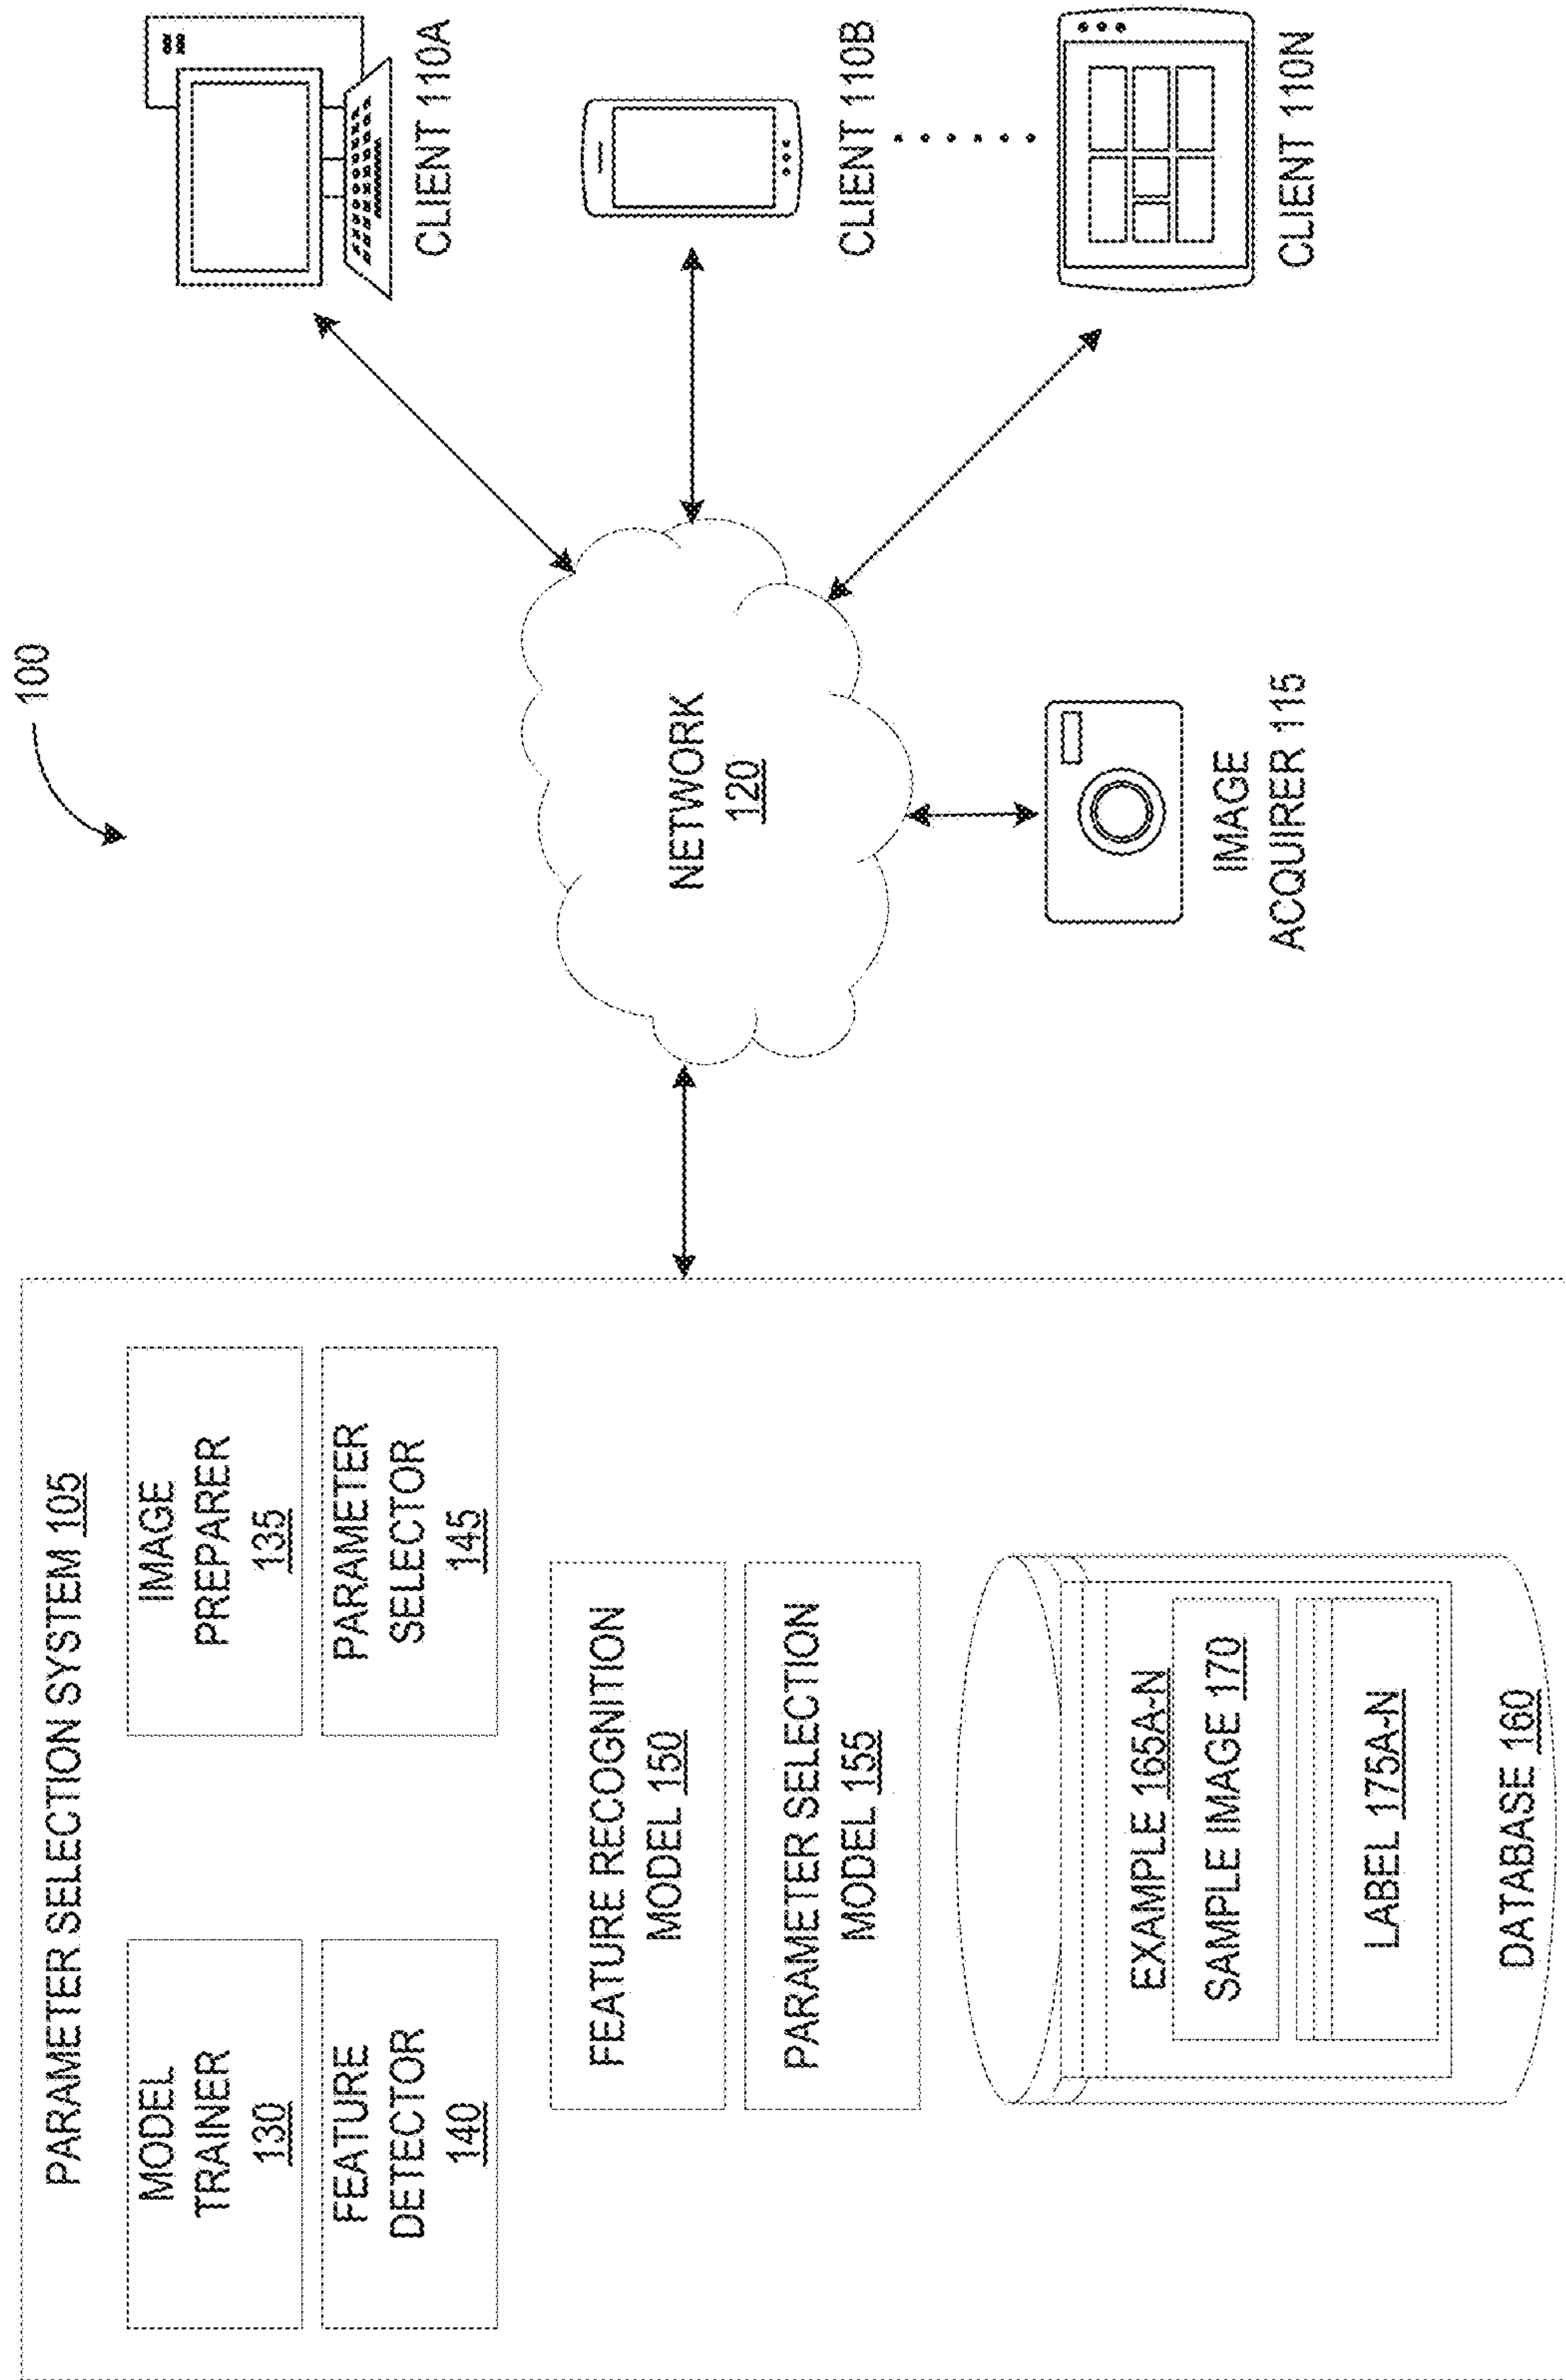 100
PARAMETER SELECTION SYSTEM 105
MODEL
TRAINER
130
IMAGE
PREPARER
135
FEATURE
DETECTOR
140
PARAMETER
SELECTOR
145
FEATURE RECOGNITION
MODEL 150
PARAMETER SELECTION
MODEL 155
EXAMPLE 165A-N
SAMPLE IMAGE 170
LABEL 175A-N
DATABASE 160
NETWORK
120
IMAGE
ACQUIRER 115
CLIENT 110A
CLIENT 110B
CLIENT 110N